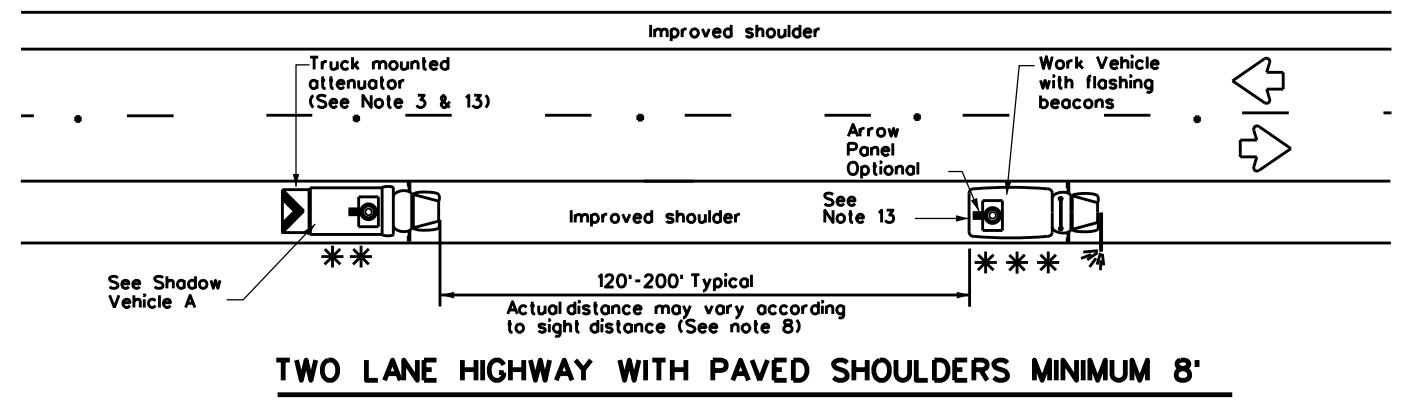 Improved shoulder
Truck mounted
attenuator
(See Note 3 & 13)
Work Vehicle
with flashing
beacons
Arrow
Panel
Optional
See
Note 13
Improved shoulder
See Shadow
Vehicle A
** 
***
120'-200' Typical
Actual distance may vary according
to sight distance (See note 8)
TWO LANE HIGHWAY WITH PAVED SHOULDERS MINIMUM 8'